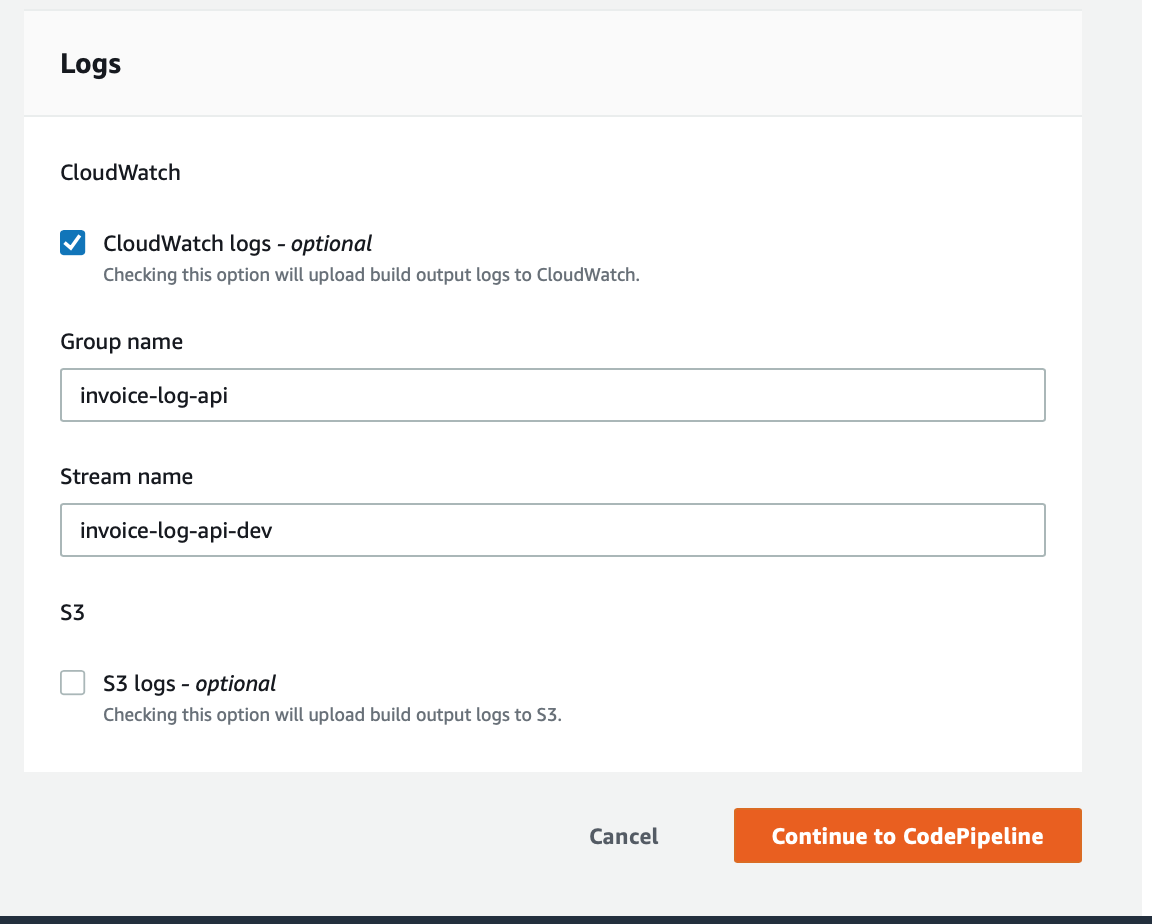 Logs
CloudWatch
CloudWatch logs - optional
Checking this option will upload build output logs to CloudWatch.
Group name
invoice-log-api
Stream name
invoice-log-api-dev
S3
S3 logs - optional
Checking this option will upload build output logs to S3.
Cancel
Continue to CodePipeline